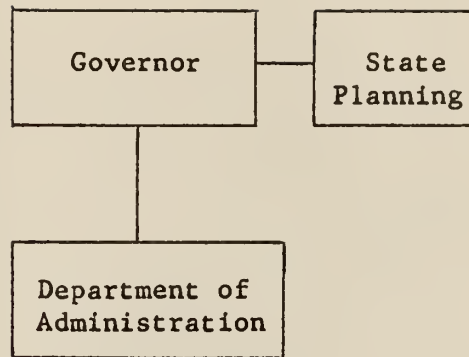 Governor
State
Planning
Department of
Administration